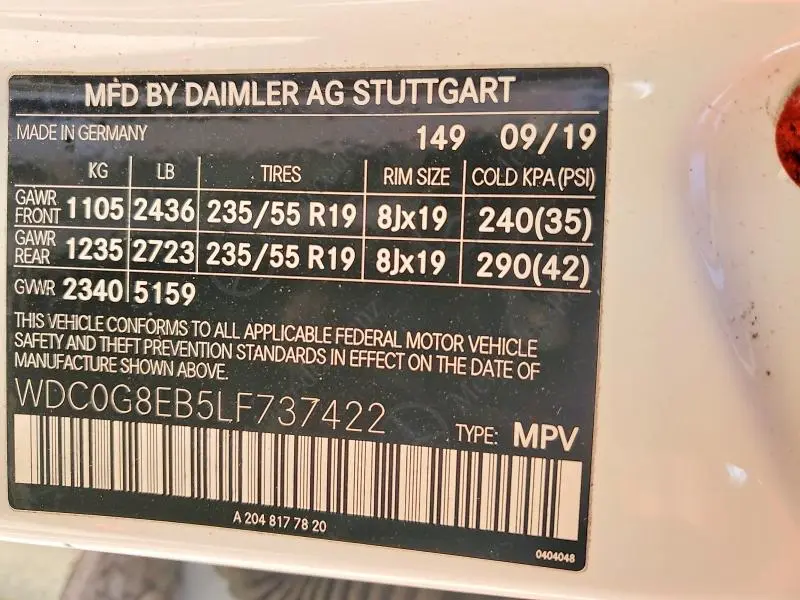 MFD BY DAIMLER AG STUTTGART
MADE IN GERMANY 149 09/19
KG LB TIRES RIM SIZE COLD KPA(PSI)
GAWR FRONT 1105 2436 235/55 R19 8Jx19 240(35)
GAWR REAR 1235 2723 235/55 R19 8Jx19 290(42)
GVWR 2340 5159
THIS VEHICLE CONFORMS TO ALL APPLICABLE FEDERAL MOTOR VEHICLE
SAFETY AND THEFT PREVENTION STANDARDS IN EFFECT ON THE DATE OF
MANUFACTURE SHOWN ABOVE.
WDC0G8EB5LF737422
TYPE: MPV
A 204 817 78 20
0404048